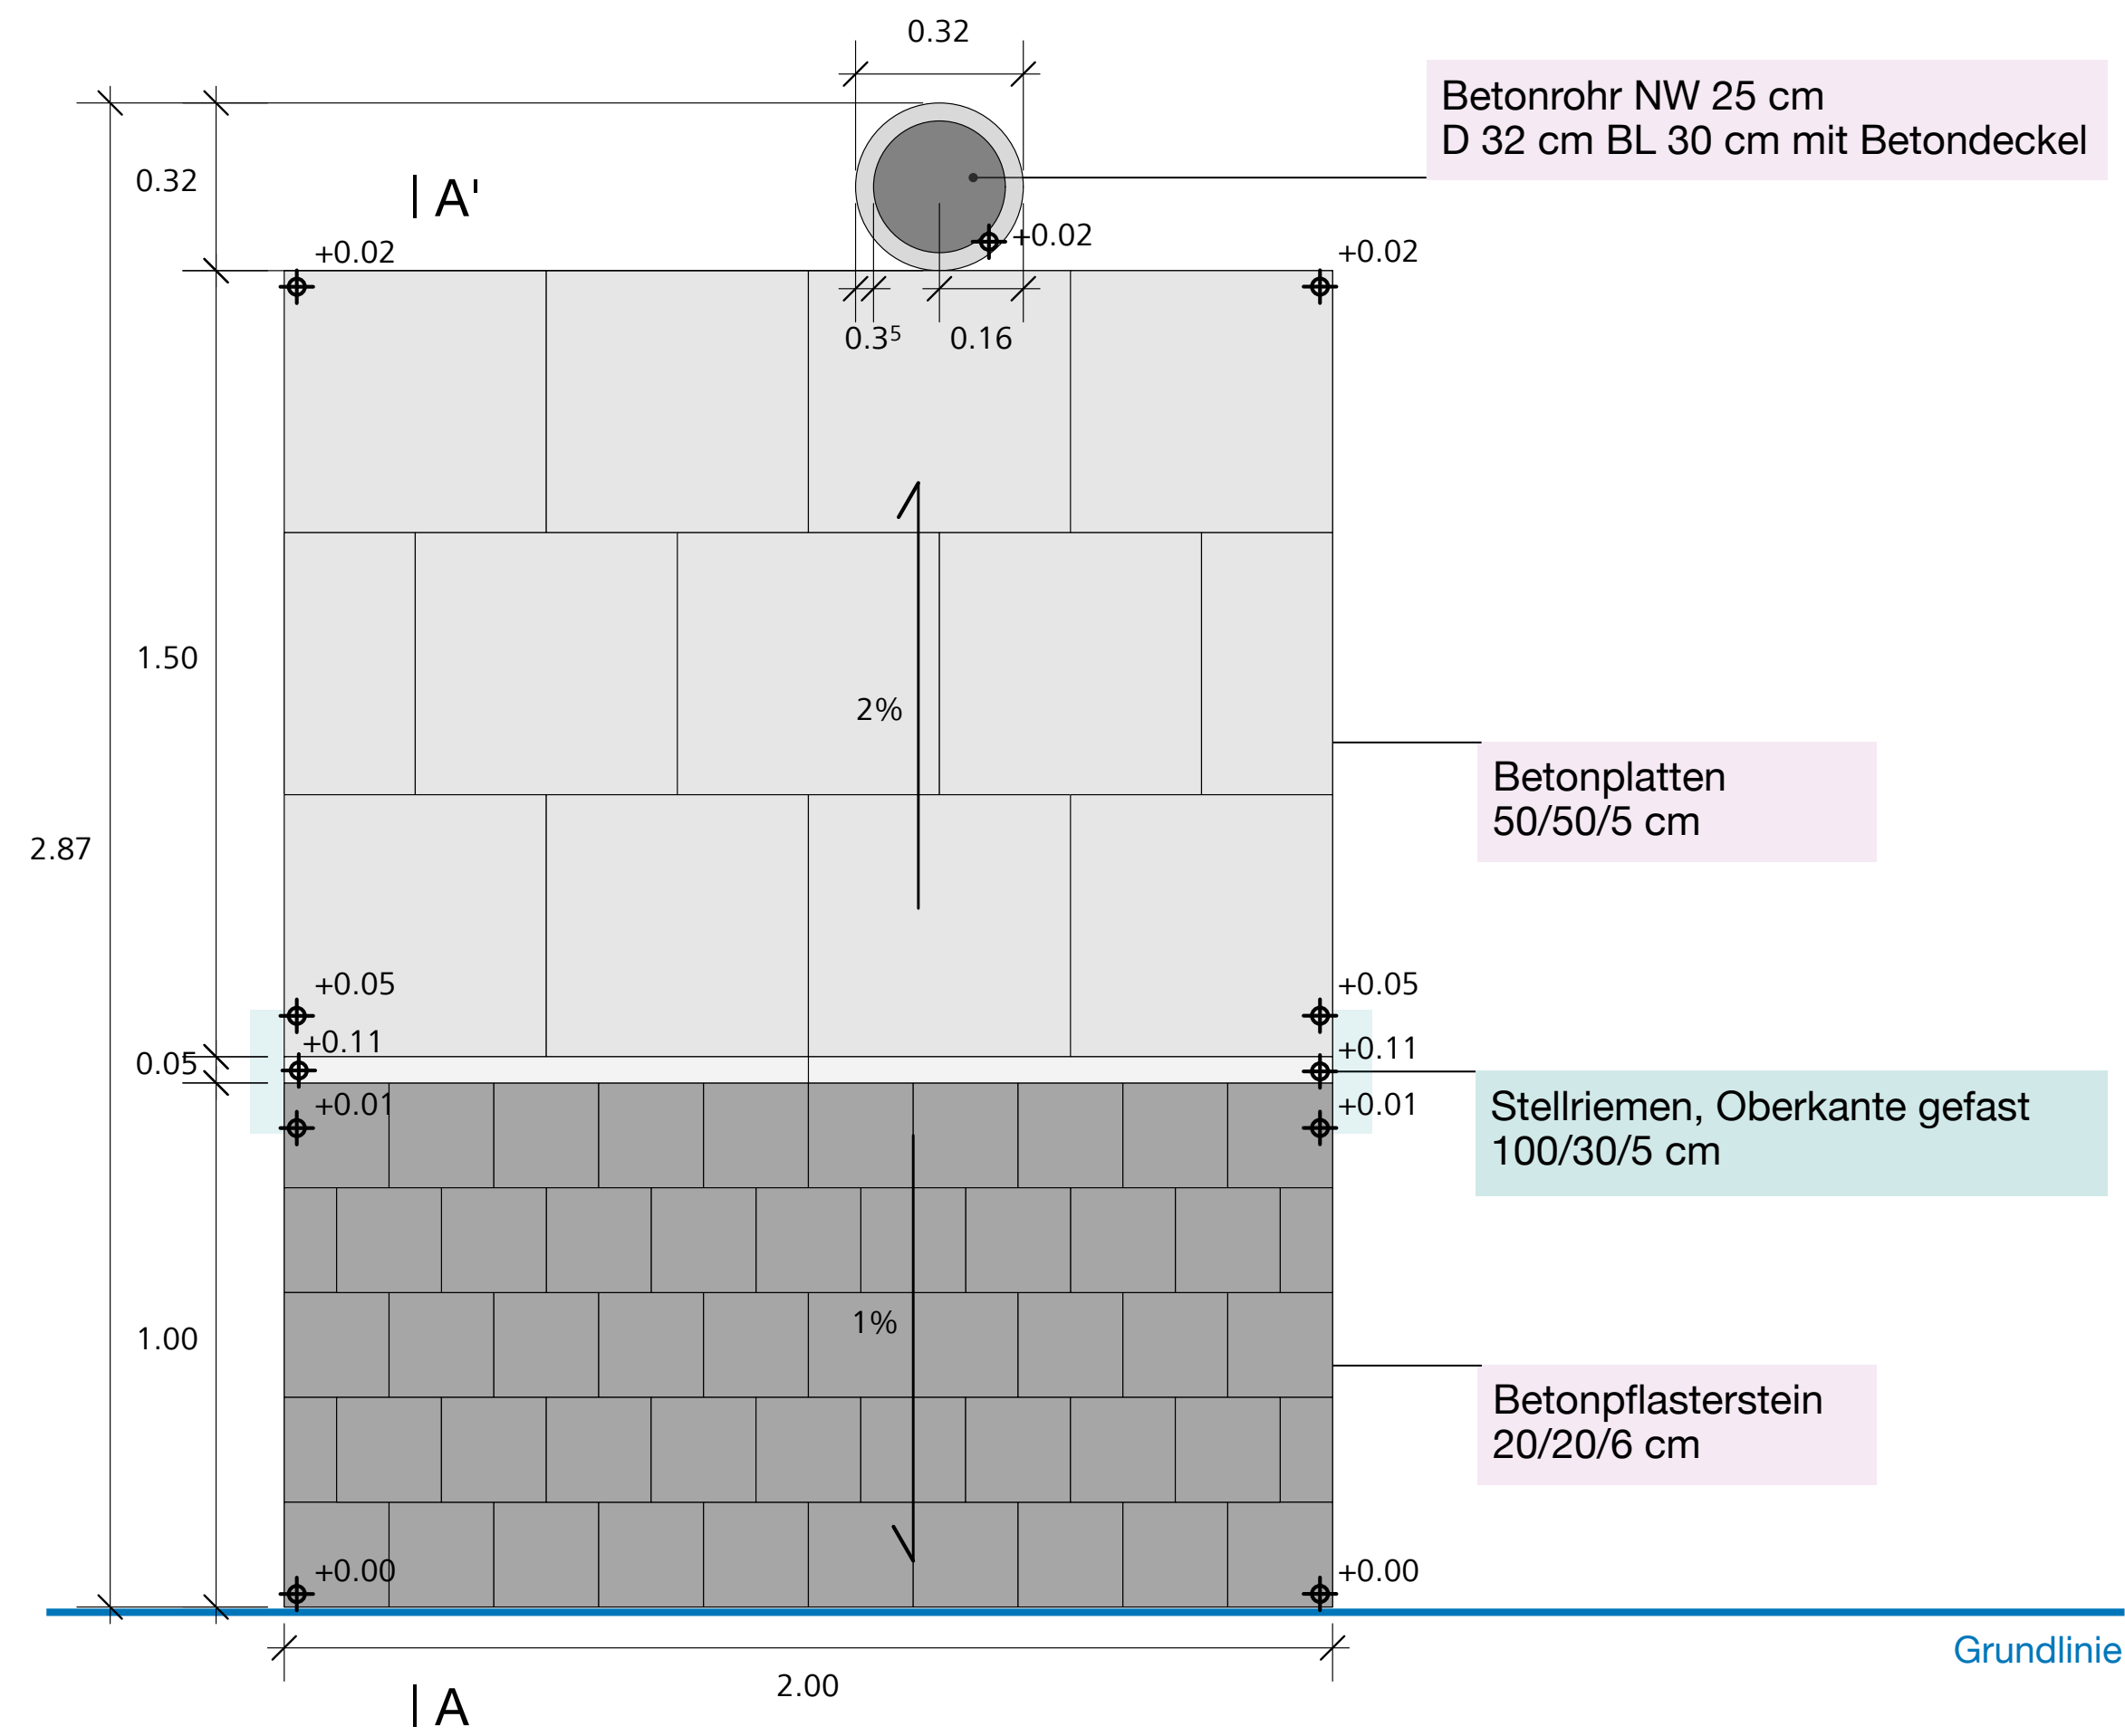 0.32
Betonrohr NW 25 cm
D 32 cm BL 30 cm mit Betondeckel
0.32
A'
+0.02
+0.02
+0.02
0.3⁵
0.16
1.50
2%
Betonplatten
50/50/5 cm
2.87
+0.05
+0.05
+0.11
+0.11
0.05
+0.01
+0.01
Stellriemen, Oberkante gefast
100/30/5 cm
1.00
1%
Betonpflasterstein
20/20/6 cm
+0.00
+0.00
Grundlinie
2.00
A